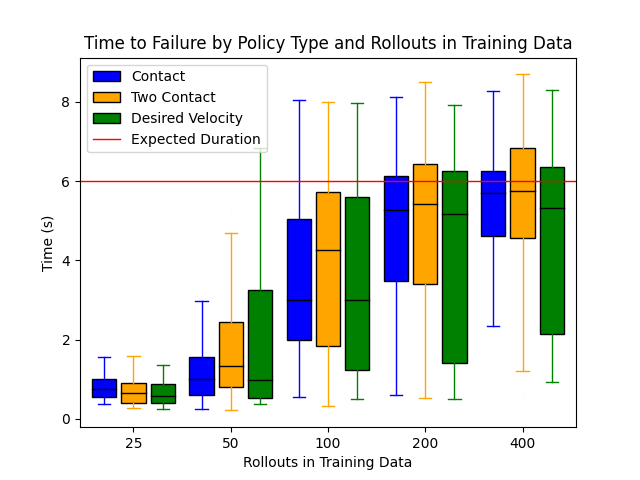 Time to Failure by Policy Type and Rollouts in Training Data
Contact
Two Contact
Desired Velocity
Expected Duration
8
6
4
2
0
Time (s)
25 50 100 200 400
Rollouts in Training Data